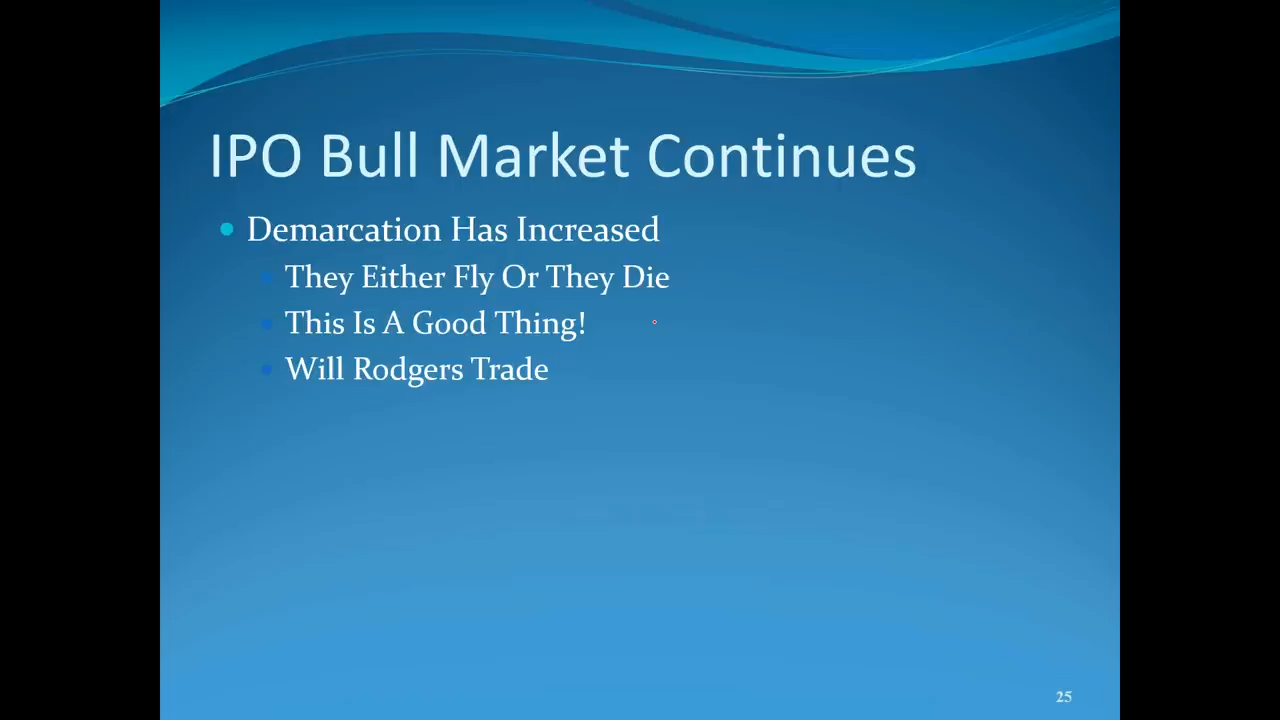 IPO Bull Market Continues
Demarcation Has Increased
They Either Fly Or They Die
This Is A Good Thing!
Will Rodgers Trade
25